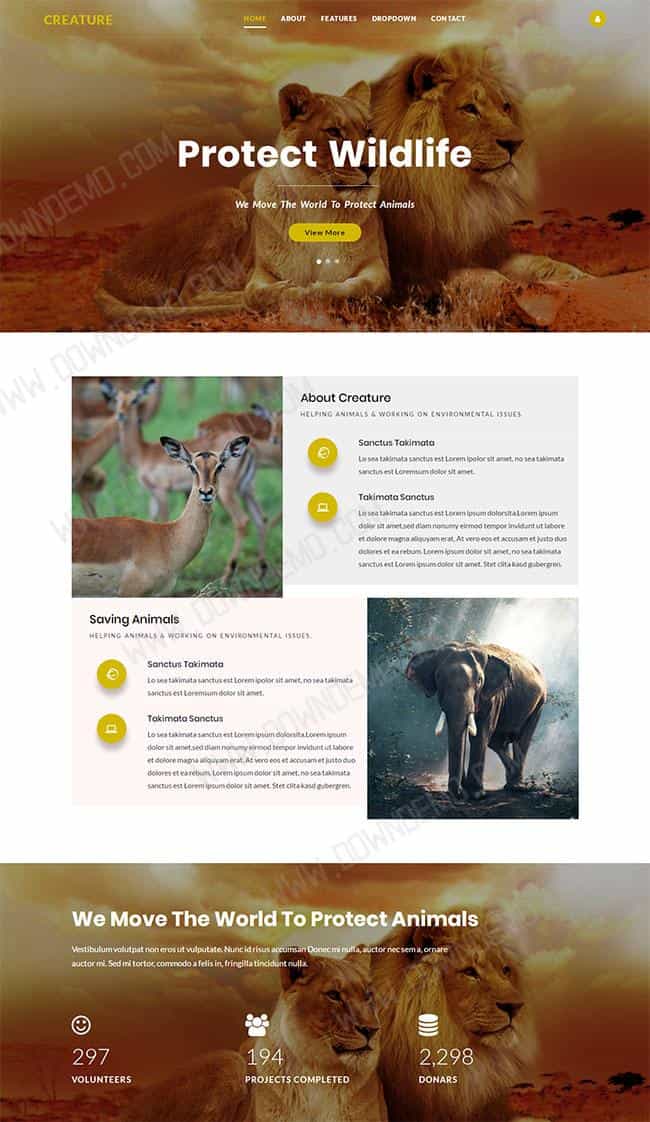 CREATURE
HOME ABOUT FEATURES DROPDOWN CONTACT
Protect Wildlife
We Move The World To Protect Animals
View More
About Creature
HELPING ANIMALS & WORKING ON ENVIRONMENTAL ISSUES
Sanctus Takimata
Lo sea takimata sanctus est Lorem ipolor sit amet, no sea takimata
sanctus est Loremsum dolor sit amet.
Takimata Sanctus
Lo sea takimata sanctus est Lorem ipsum dolorsita.Lorem ipsum
dolor sit amet,sed diam nonumy eirmod tempor invidunt ut labore
et dolore magna aliquyam erat. At vero eos et accusam et justo duo
dolores et ea rebum. Lorem ipsum dolor sit amet, no sea takimata
sanctus est Lorem ipsum dolor sit amet. Stet clita kasd gubergren.
Saving Animals
HELPING ANIMALS & WORKING ON ENVIRONMENTAL ISSUES.
Sanctus Takimata
Lo sea takimata sanctus est Lorem ipolor sit amet, no sea takimata
sanctus est Loremsum dolor sit amet.
Takimata Sanctus
Lo sea takimata sanctus est Lorem ipsum dolorsita.Lorem ipsum
dolor sit amet,sed diam nonumy eirmod tempor invidunt ut labore
et dolore magna aliquyam erat. At vero eos et accusam et justo duo
dolores et ea rebum. Lorem ipsum dolor sit amet, no sea takimata
sanctus est Lorem ipsum dolor sit amet. Stet clita kasd gubergren.
We Move The World To Protect Animals
Vestibulum volutpat non eros ut vulputate. Nunc id risus accumsan Donec mi nulla, auctor nec sem a, ornare
auctor mi. Sed mi tortor, commodo a felis in, fringilla tincidunt nulla.
297 194 2,298
VOLUNTEERS PROJECTS COMPLETED DONARS
WWW.DOWNDEMO.COM